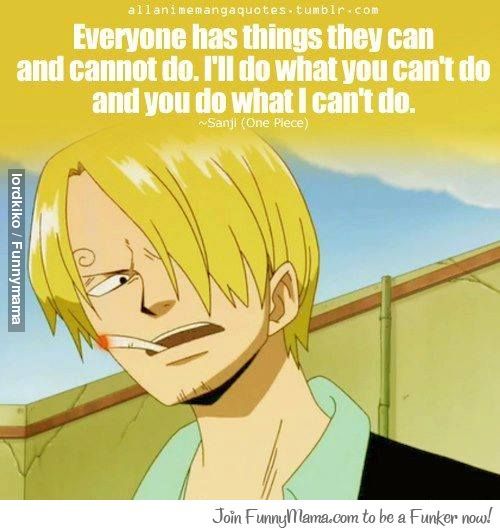 allanimemangaquotes.tumblr.com
Everyone has things they can
and cannot do. I'll do what you can't do
and you do what I can't do.
~Sanji (One Piece)
lorokiko / Funnymama
Join FunnyMama.com to be a Funker now!